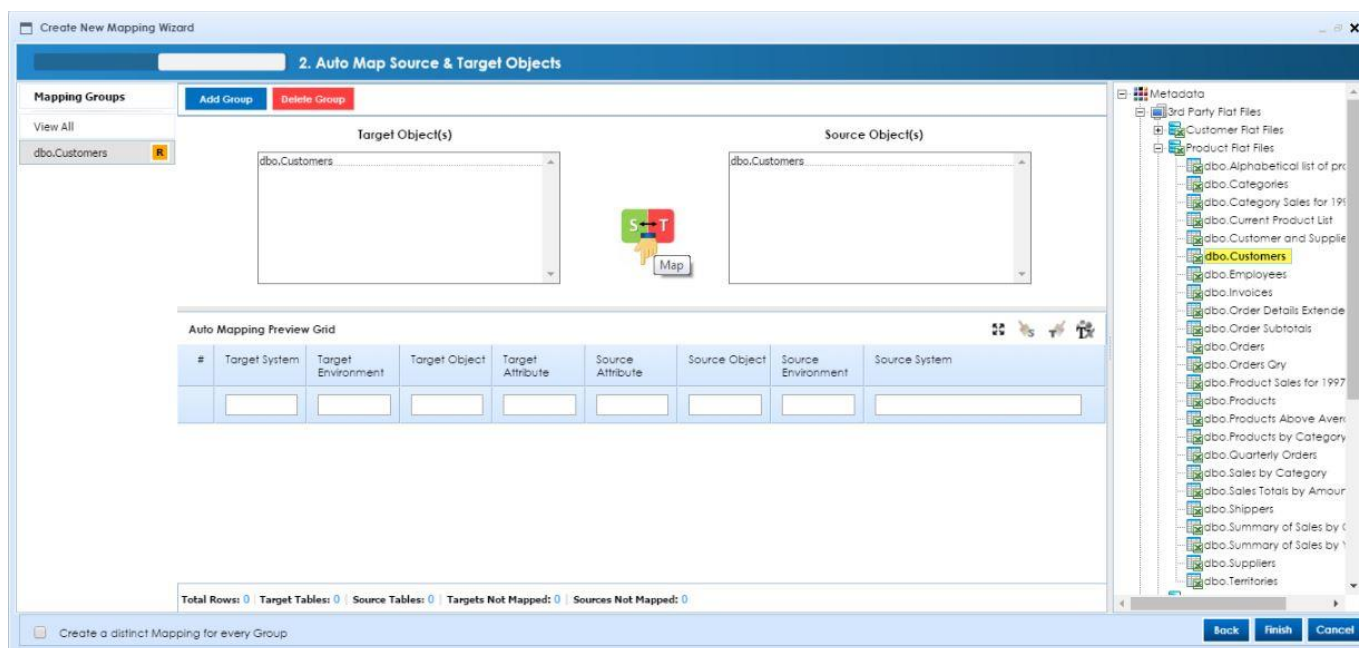 Create New Mapping Wizard
2. Auto Map Source & Target Objects
Mapping Groups
View All
dbo.Customers R
Add Group Delete Group
Target Object(s) Source Object(s)
dbo.Customers dbo.Customers
S T
Map
Auto Mapping Preview Grid
S T T
# Target System Target Environment Target Object Target Attribute Source Attribute Source Object Source Environment Source System
Total Rows: 0 Target Tables: 0 Source Tables: 0 Targets Not Mapped: 0 Sources Not Mapped: 0
Metadata
3rd Party Flat Files
Customer Flat Files
Product Flat Files
dbo.Alphabetical list of pro
dbo.Categories
dbo.Category Sales for 199
dbo.Current Product List
dbo.Customer and Supplie
dbo.Customers
dbo.Employees
dbo.Invoices
dbo.Order Details Extende
dbo.Order Subtotals
dbo.Orders
dbo.Orders Qry
dbo.Product Sales for 1997
dbo.Products
dbo.Products Above Aver
dbo.Products by Category
dbo.Quarterly Orders
dbo.Sales by Category
dbo.Sales Totals by Amour
dbo.Shippers
dbo.Summary of Sales by
dbo.Summary of Sales by
dbo.Suppliers
dbo.Territories
Create a distinct Mapping for every Group
Back Finish Cancel